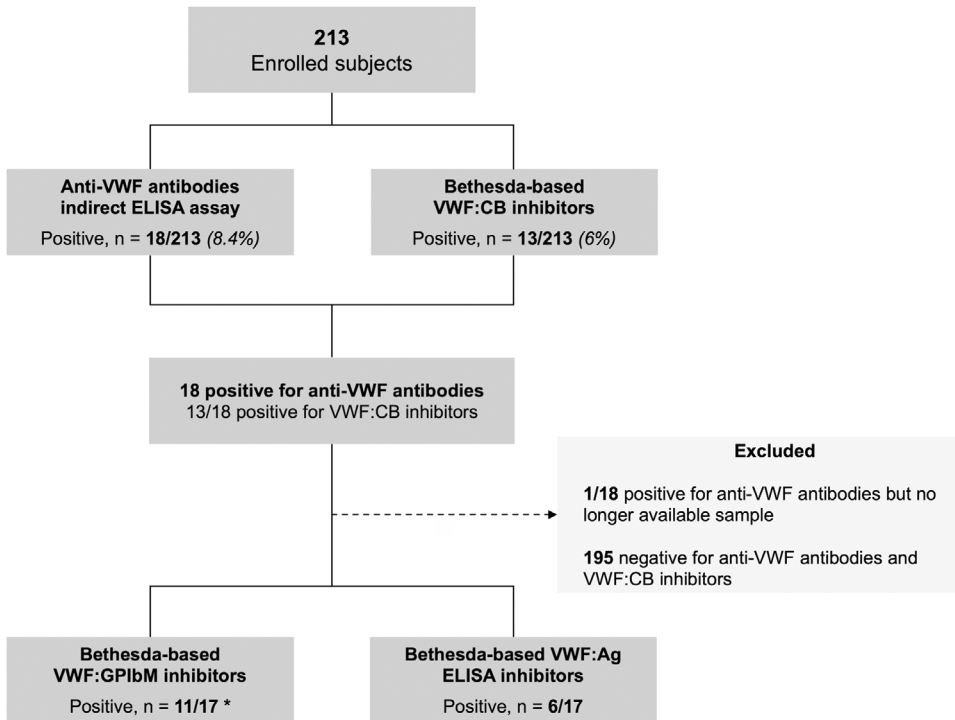 213
Enrolled subjects
Anti-VWF antibodies
indirect ELISA assay
Positive, n = 18/213 (8.4%)
Bethesda-based
VWF:CB inhibitors
Positive, n = 13/213 (6%)
18 positive for anti-VWF antibodies
13/18 positive for VWF:CB inhibitors
Excluded
1/18 positive for anti-VWF antibodies but no
longer available sample
195 negative for anti-VWF antibodies and
VWF:CB inhibitors
Bethesda-based
VWF:GPIbM inhibitors
Positive, n = 11/17 *
Bethesda-based VWF:Ag
ELISA inhibitors
Positive, n = 6/17